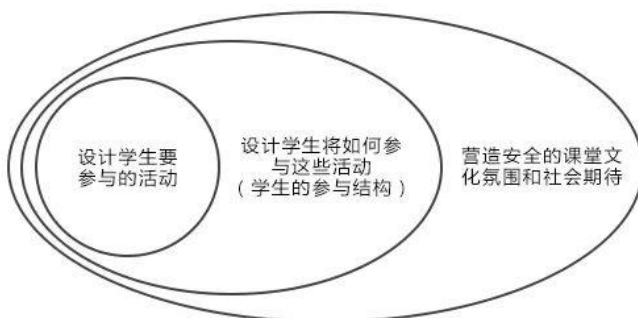 设计学生要
参与的活动
设计学生将如何参
与这些活动
（学生的参与结构）
营造安全的课堂文
化氛围和社会期待